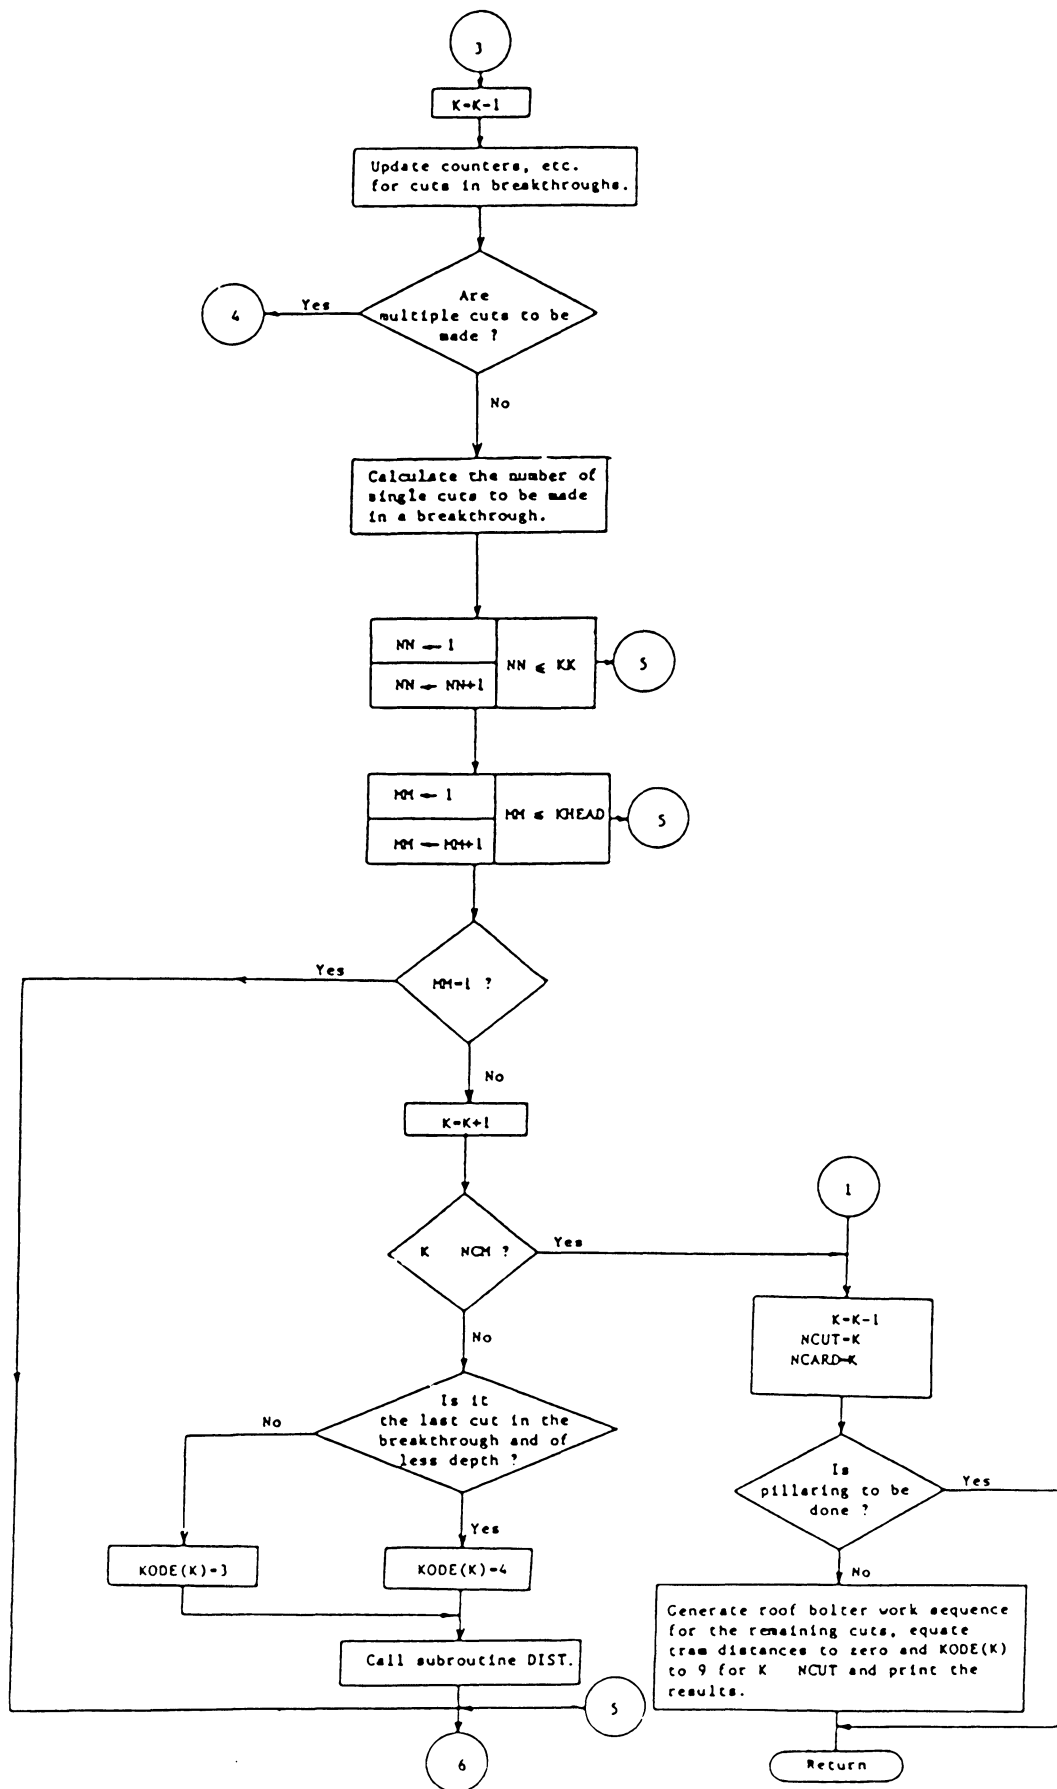 3
K=K-1
Update counters, etc.
for cuts in breakthroughs.
Are
multiple cuts to be
made ?
Yes
4
No
Calculate the number of
single cuts to be made
in a breakthrough.
NN ← 1
NN ← NN+1
NN ≤ KK
5
MM ← 1
MM ← MM+1
MM ≤ KHEAD
5
MM=1 ?
Yes
No
K=K+1
1
K NCM ?
Yes
No
K=K-1
NCUT=K
NCARD=K
Is it
the last cut in the
breakthrough and of
less depth ?
No
Yes
Is
pillaring to be
done ?
Yes
No
KODE(K)=3
KODE(K)=4
Generate roof bolter work sequence
for the remaining cuts, equate
tram distances to zero and KODE(K)
to 9 for K NCUT and print the
results.
Call subroutine DIST.
5
6
Return